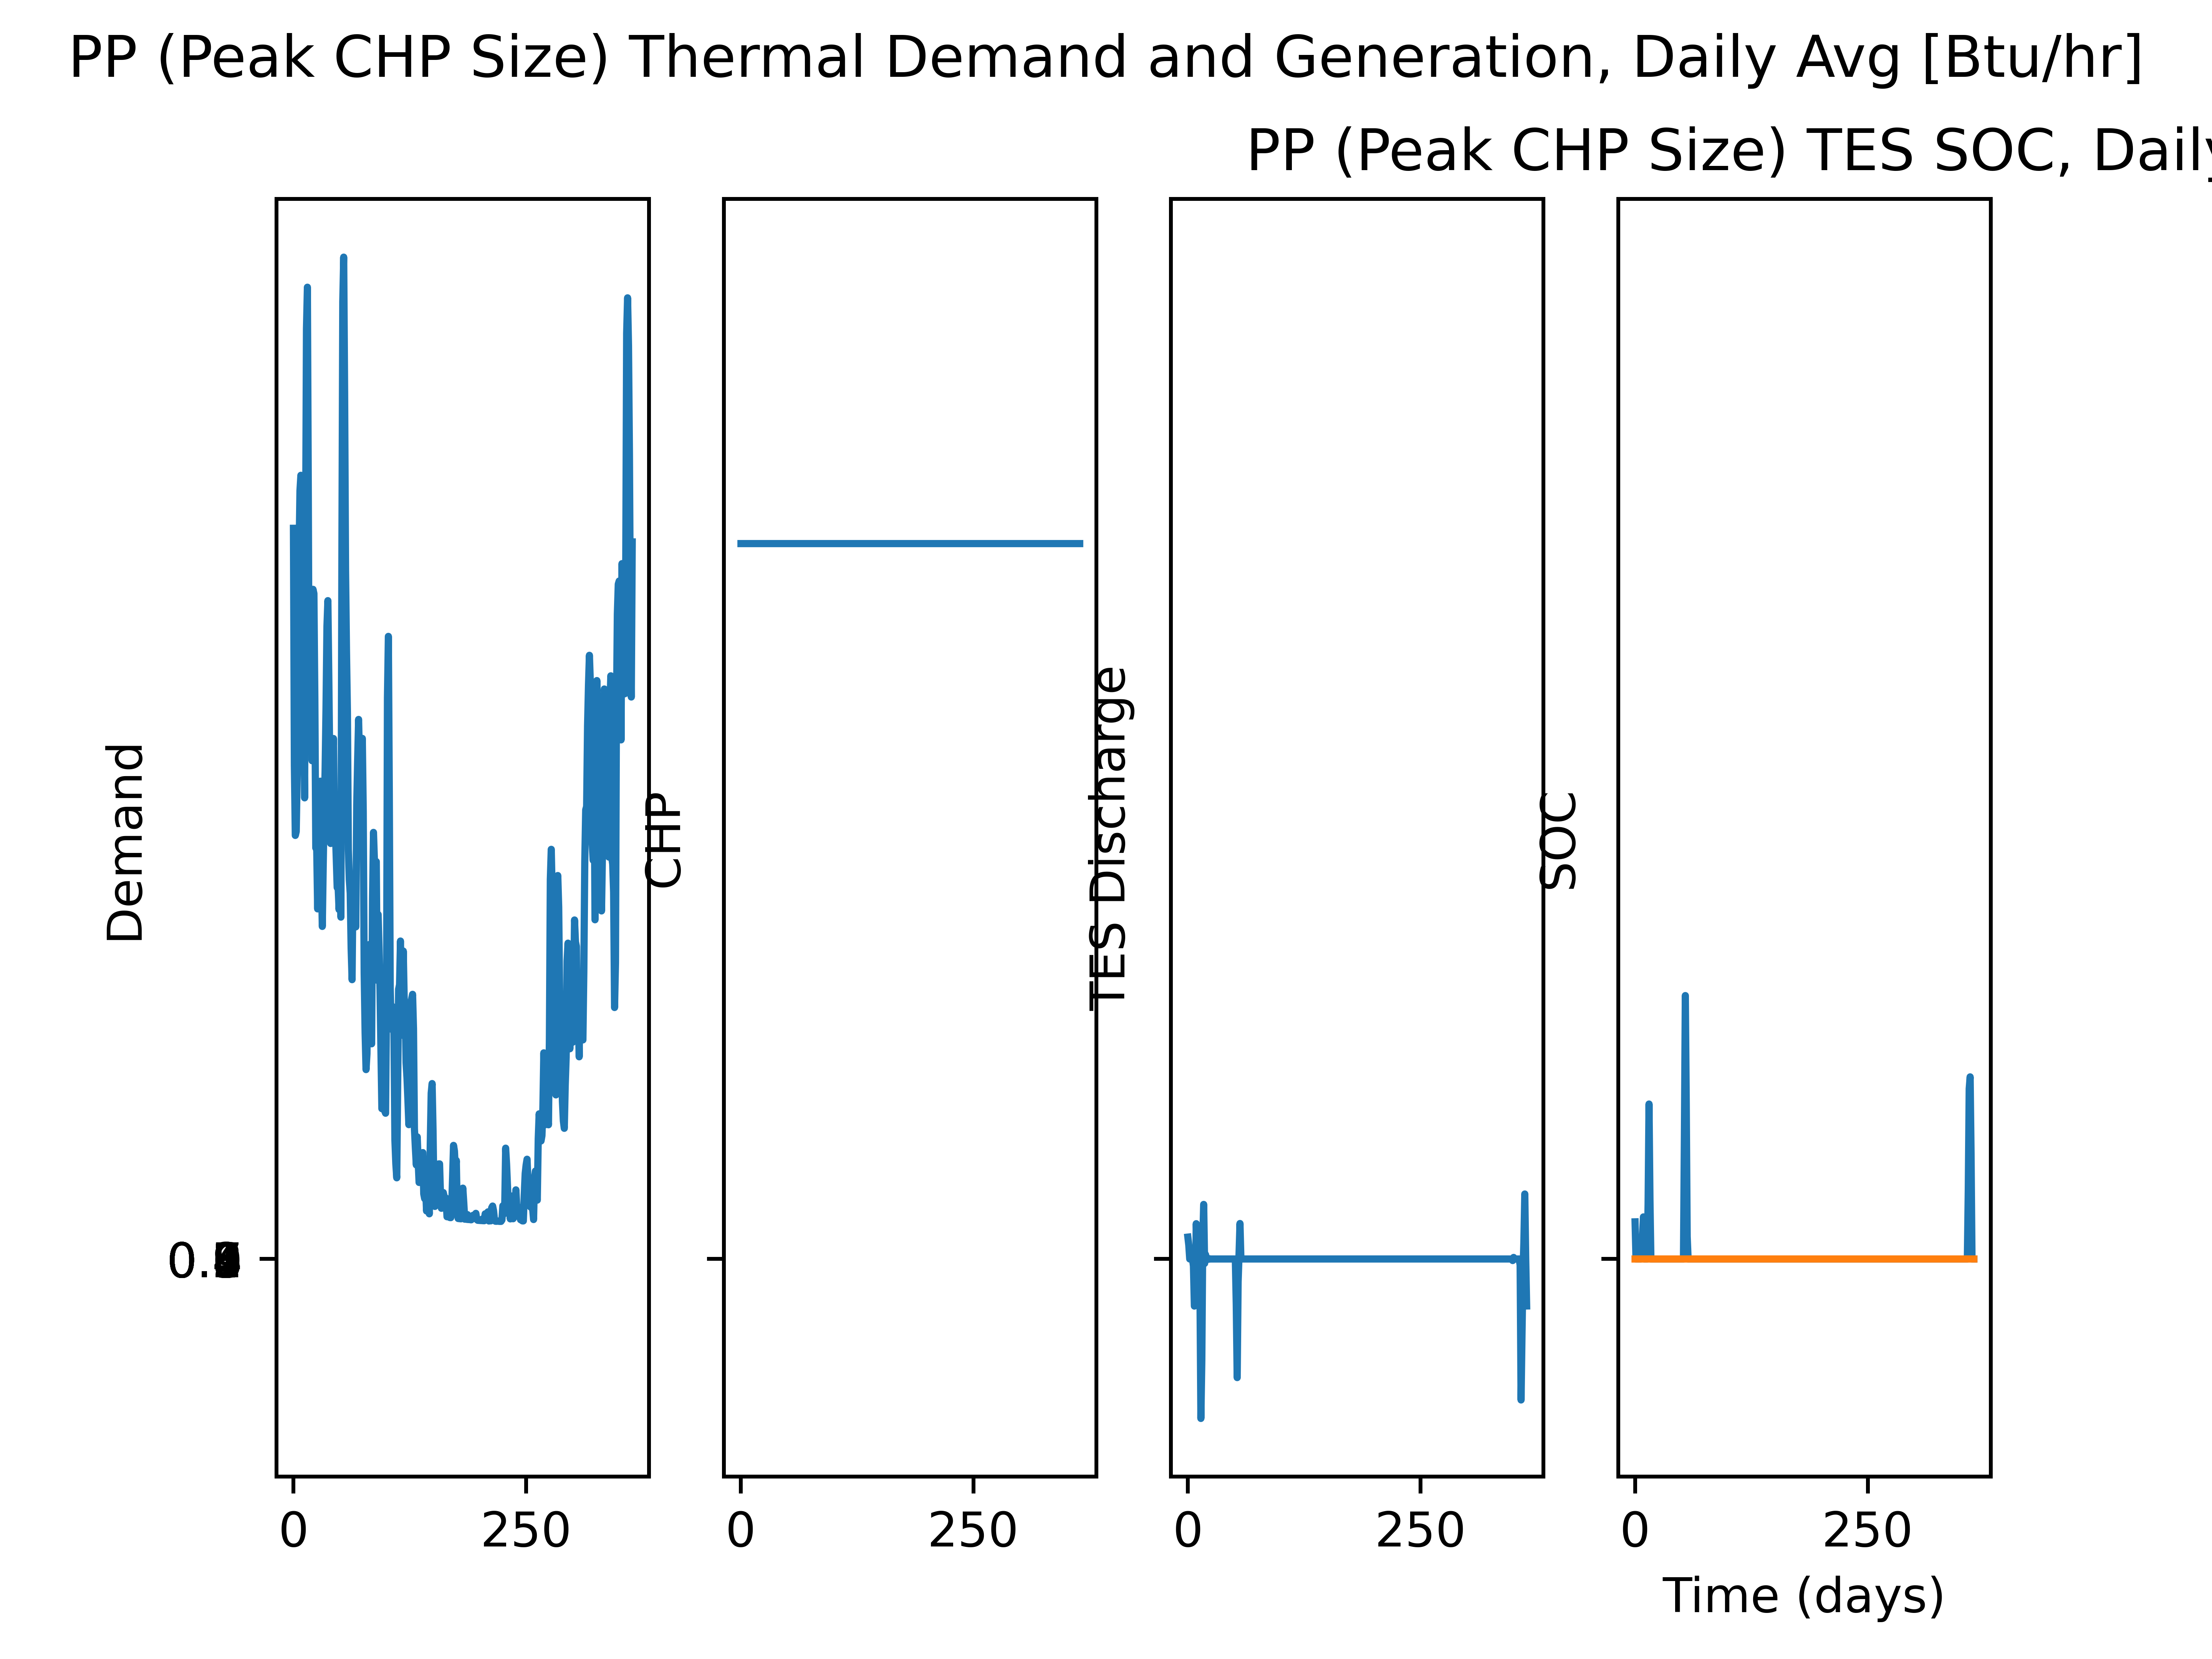 PP (Peak CHP Size) Thermal Demand and Generation, Daily Avg [Btu/hr]
PP (Peak CHP Size) TES SOC, Daily
Demand
CHP
TES Discharge
SOC
0 250 0 250 0 250 0 250
Time (days)